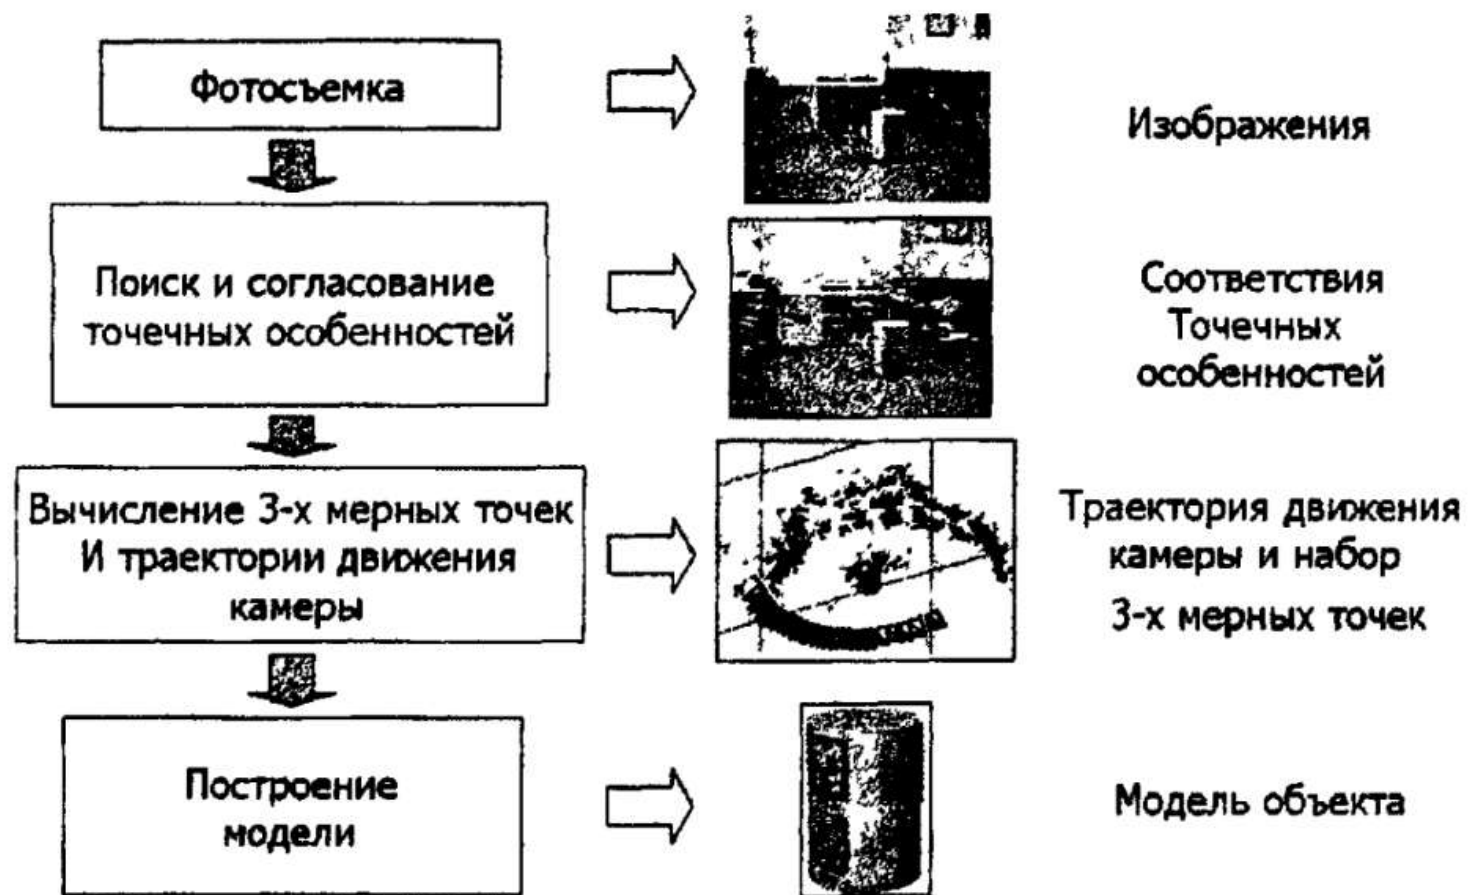 Фотосъемка
Изображения
Поиск и согласование
точечных особенностей
Соответствия
Точечных
особенностей
Вычисление 3-х мерных точек
И траектории движения
камеры
Траектория движения
камеры и набор
3-х мерных точек
Построение
модели
Модель объекта